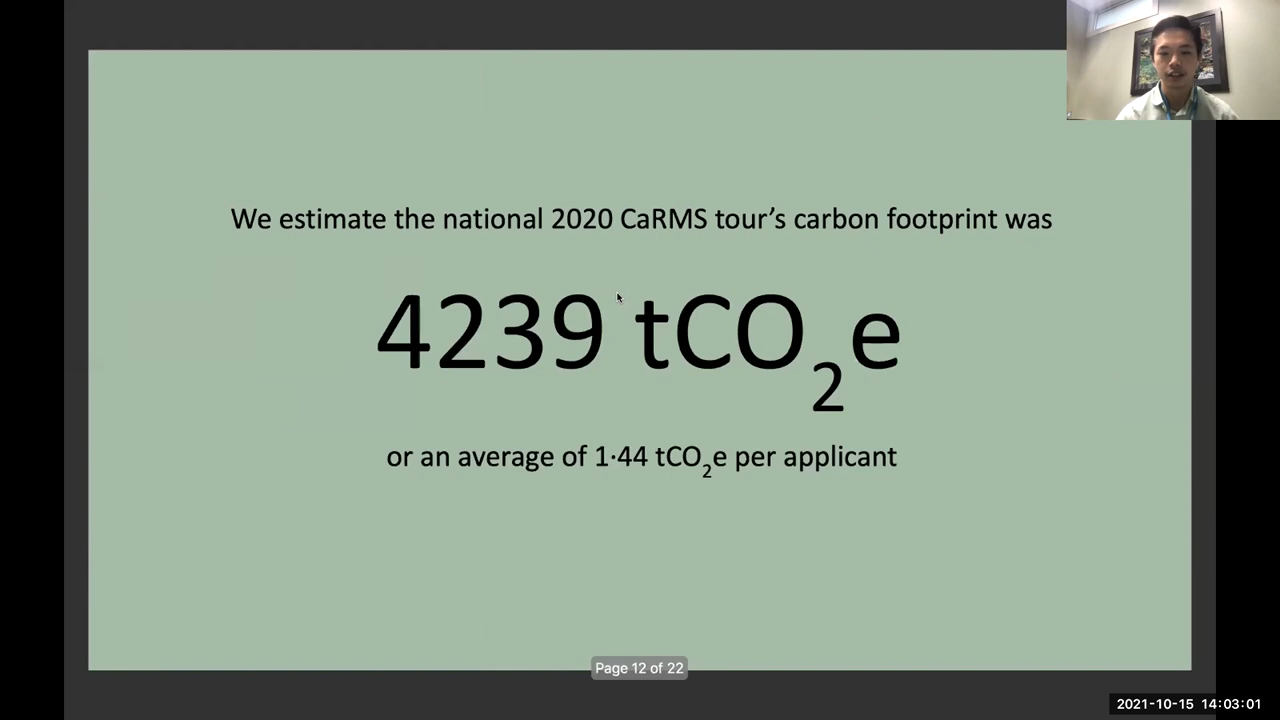 We estimate the national 2020 CaRMS tour’s carbon footprint was
4239 tCO₂e
or an average of 1·44 tCO₂e per applicant
Page 12 of 22
2021-10-15 14:03:01